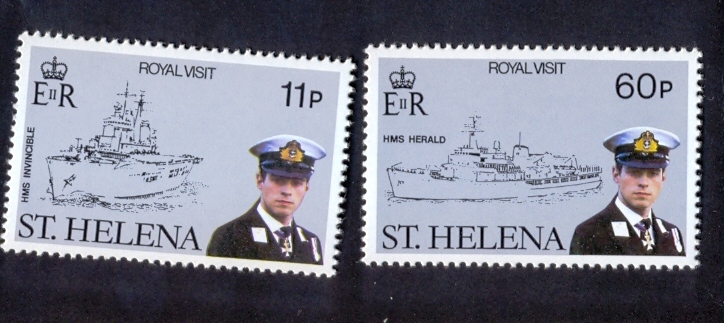 ROYAL VISIT
EIIR
11P
HMS INVINCIBLE
ST. HELENA
ROYAL VISIT
EIIR
60P
HMS HERALD
ST. HELENA